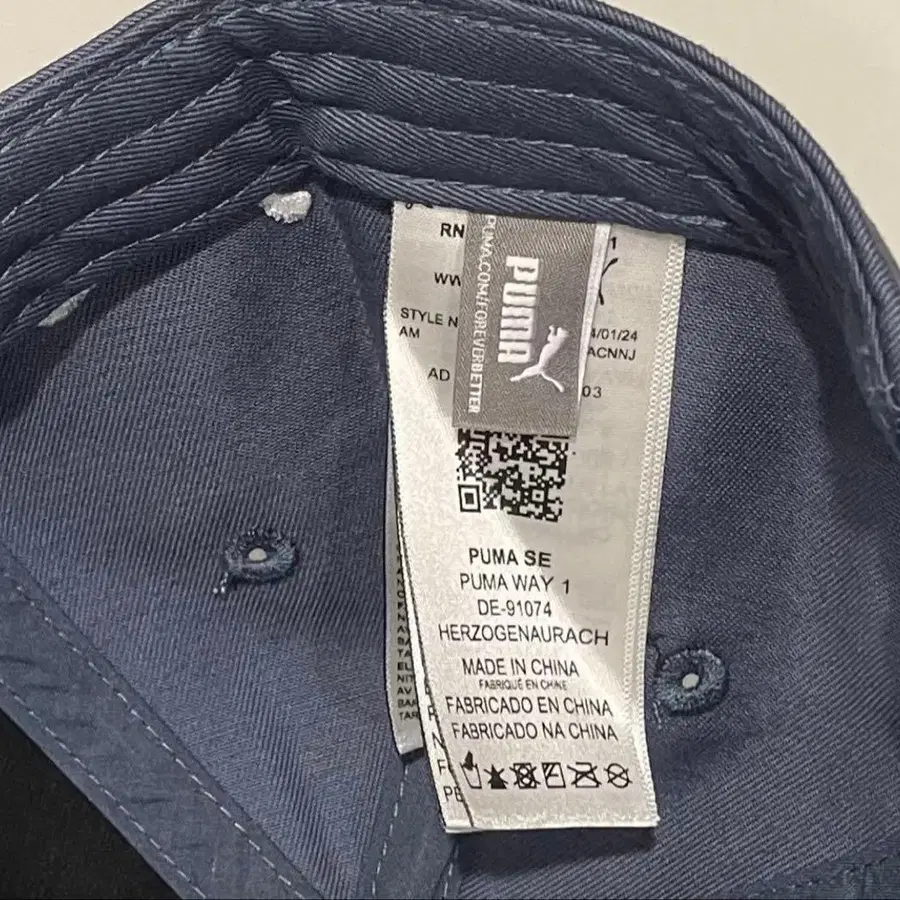 RN
1
WW
STYLE N
4/01/24
AM
ACNNJ
AD
03
PUMA.COM/FOREVERBETTER
PUMA
PUMA SE
PUMA WAY 1
DE-91074
HERZOGENAURACH
MADE IN CHINA
FABRIQUÉ EN CHINE
FABRICADO EN CHINA
FABRICADO NA CHINA